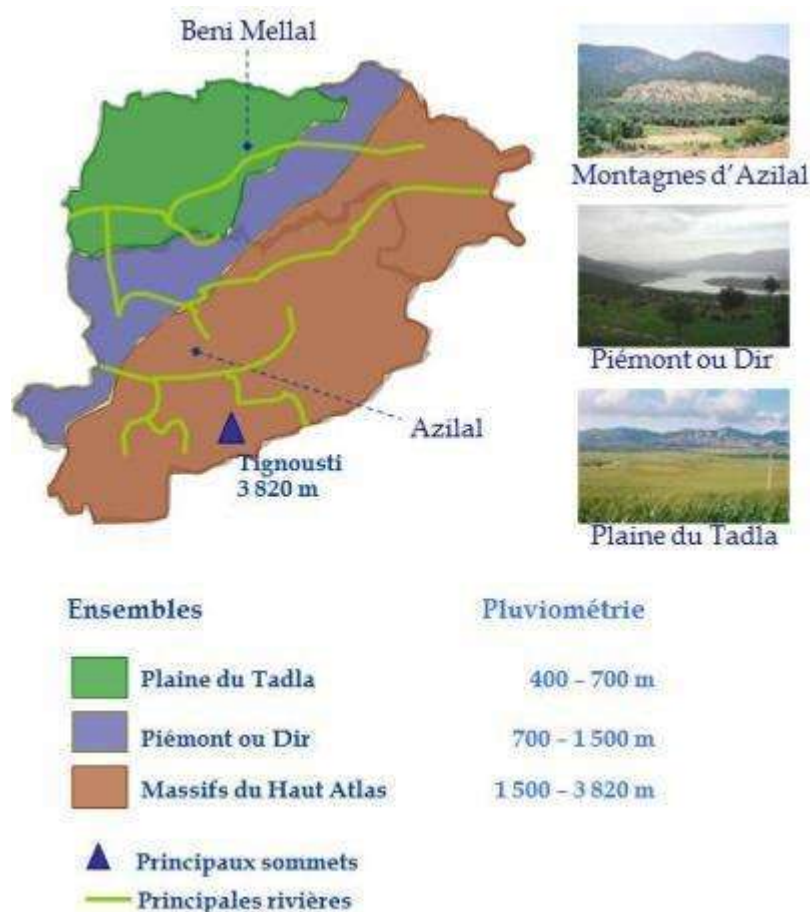 Beni Mellal
Montagnes d'Azilal
Piémont ou Dir
Azilal
Tignousti
3 820 m
Plaine du Tadla
Ensembles Pluviométrie
Plaine du Tadla 400 – 700 m
Piémont ou Dir 700 – 1 500 m
Massifs du Haut Atlas 1 500 – 3 820 m
Principaux sommets
Principales rivières